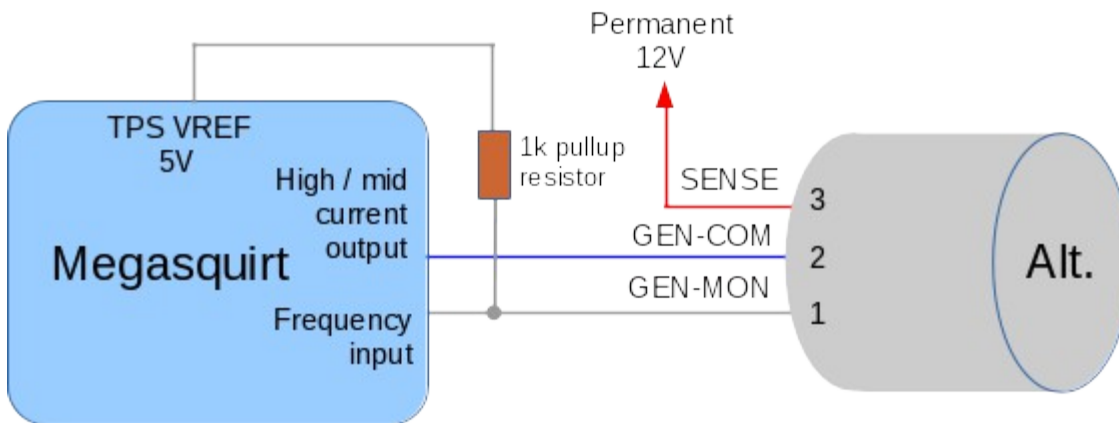 Permanent
12V
TPS VREF
5V
1k pullup
resistor
High / mid
current
output
SENSE
3
GEN-COM
2
Megasquirt
Alt.
GEN-MON
1
Frequency
input